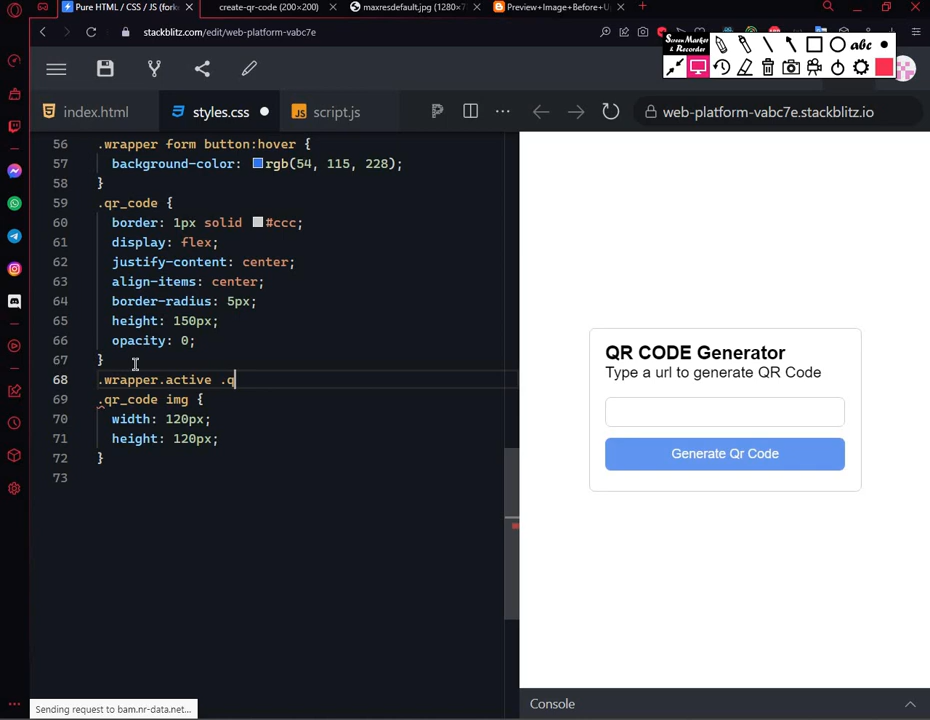 Pure HTML / CSS / JS (fork
create-qr-code (200×200)
maxresdefault.jpg (1280×7
Preview+Image+Before+U
stackblitz.com/edit/web-platform-vabc7e
Screen Marker
& Recorder
abc
index.html
styles.css
script.js
web-platform-vabc7e.stackblitz.io
56 .wrapper form button:hover {
57 background-color: rgb(54, 115, 228);
58 }
59 .qr_code {
60 border: 1px solid #ccc;
61 display: flex;
62 justify-content: center;
63 align-items: center;
64 border-radius: 5px;
65 height: 150px;
66 opacity: 0;
67 }
68 .wrapper.active .q
69 .qr_code img {
70 width: 120px;
71 height: 120px;
72 }
73
QR CODE Generator
Type a url to generate QR Code
Generate Qr Code
Console
Sending request to bam.nr-data.net...